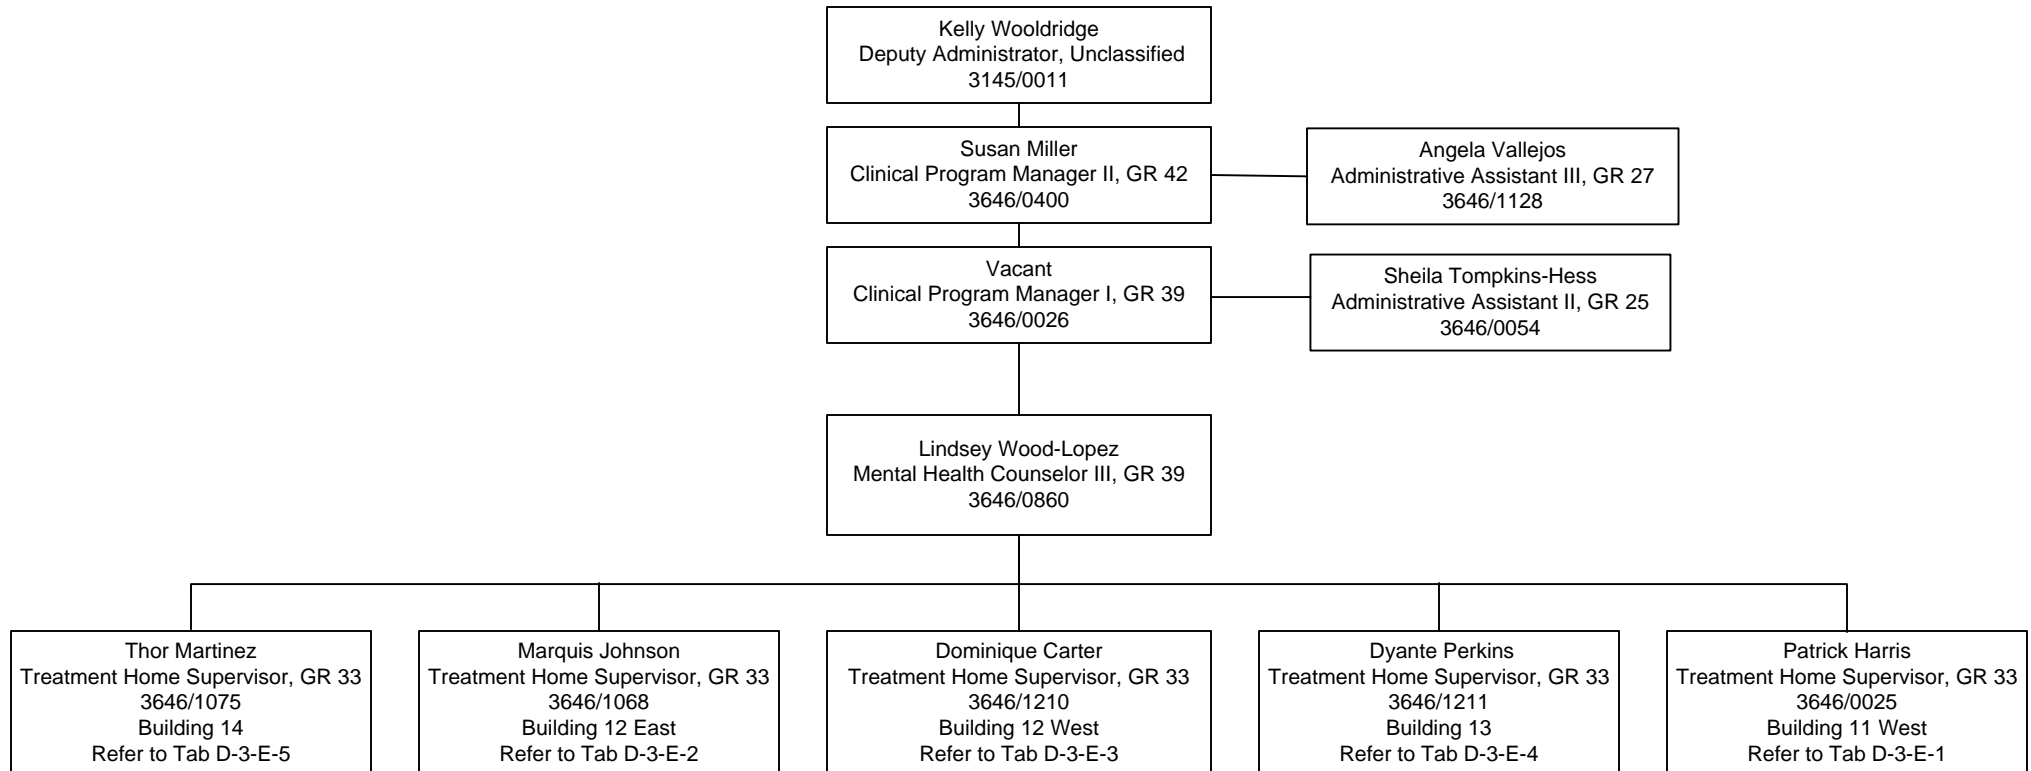 Kelly Wooldridge
Deputy Administrator, Unclassified
3145/0011
Susan Miller
Clinical Program Manager II, GR 42
3646/0400
Angela Vallejos
Administrative Assistant III, GR 27
3646/1128
Vacant
Clinical Program Manager I, GR 39
3646/0026
Sheila Tompkins-Hess
Administrative Assistant II, GR 25
3646/0054
Lindsey Wood-Lopez
Mental Health Counselor III, GR 39
3646/0860
Thor Martinez
Treatment Home Supervisor, GR 33
3646/1075
Building 14
Refer to Tab D-3-E-5
Marquis Johnson
Treatment Home Supervisor, GR 33
3646/1068
Building 12 East
Refer to Tab D-3-E-2
Dominique Carter
Treatment Home Supervisor, GR 33
3646/1210
Building 12 West
Refer to Tab D-3-E-3
Dyante Perkins
Treatment Home Supervisor, GR 33
3646/1211
Building 13
Refer to Tab D-3-E-4
Patrick Harris
Treatment Home Supervisor, GR 33
3646/0025
Building 11 West
Refer to Tab D-3-E-1